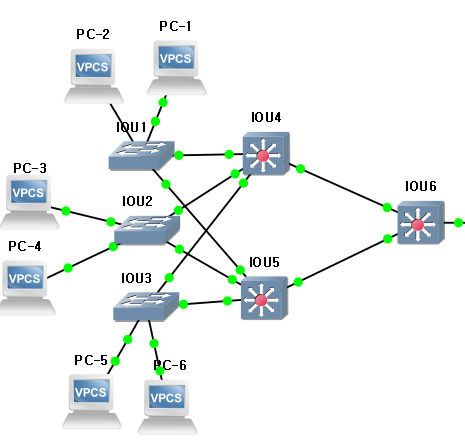 PC-2
PC-1
VPCS
VPCS
IOU1
IOU4
PC-3
VPCS
IOU2
IOU6
PC-4
VPCS
IOU3
IOU5
PC-5
PC-6
VPCS
VPCS